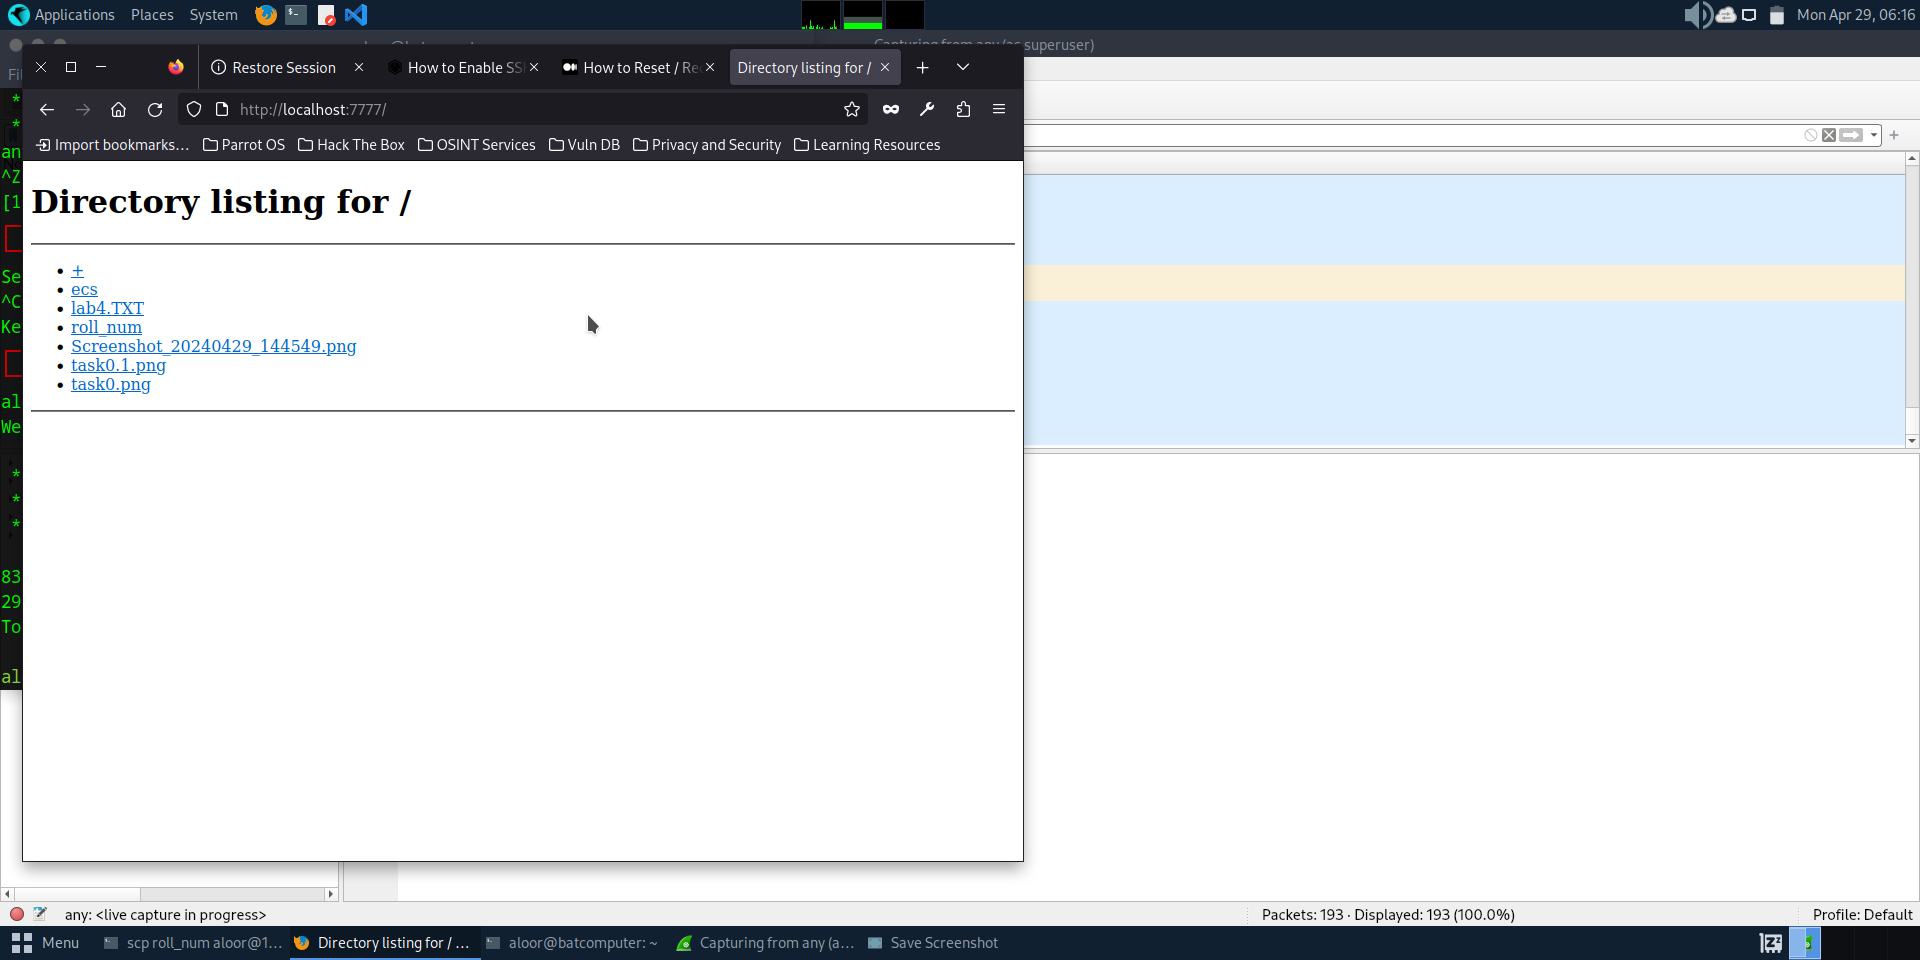 Applications Places System Mon Apr 29, 06:16
Capturing from any (as superuser)
Restore Session How to Enable SS How to Reset / Re Directory listing for /
http://localhost:7777/
Import bookmarks... Parrot OS Hack The Box OSINT Services Vuln DB Privacy and Security Learning Resources
Directory listing for /
+
ecs
lab4.TXT
roll_num
Screenshot_20240429_144549.png
task0.1.png
task0.png
*
*
an
^Z
[1
Se
^C
Ke
al
We
*
*
*
83
29
To
al
any: <live capture in progress> Packets: 193 · Displayed: 193 (100.0%) Profile: Default
Menu scp roll_num aloor@1... Directory listing for / ... aloor@batcomputer: ~ Capturing from any (a... Save Screenshot